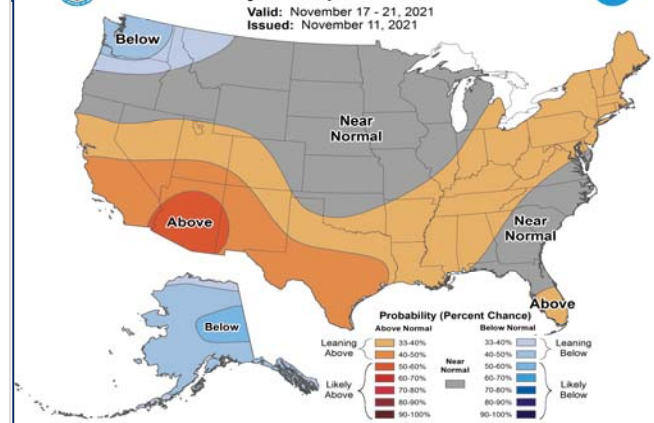 Valid: November 17 - 21, 2021
Issued: November 11, 2021
Below
Near
Normal
Above
Near
Normal
Above
Below
Probability (Percent Chance)
Above Normal
Below Normal
Leaning
Above
33-40%
40-50%
Likely
Above
50-60%
60-70%
70-80%
80-90%
90-100%
Near
Normal
33-40%
40-50%
Leaning
Below
50-60%
60-70%
70-80%
80-90%
90-100%
Likely
Below